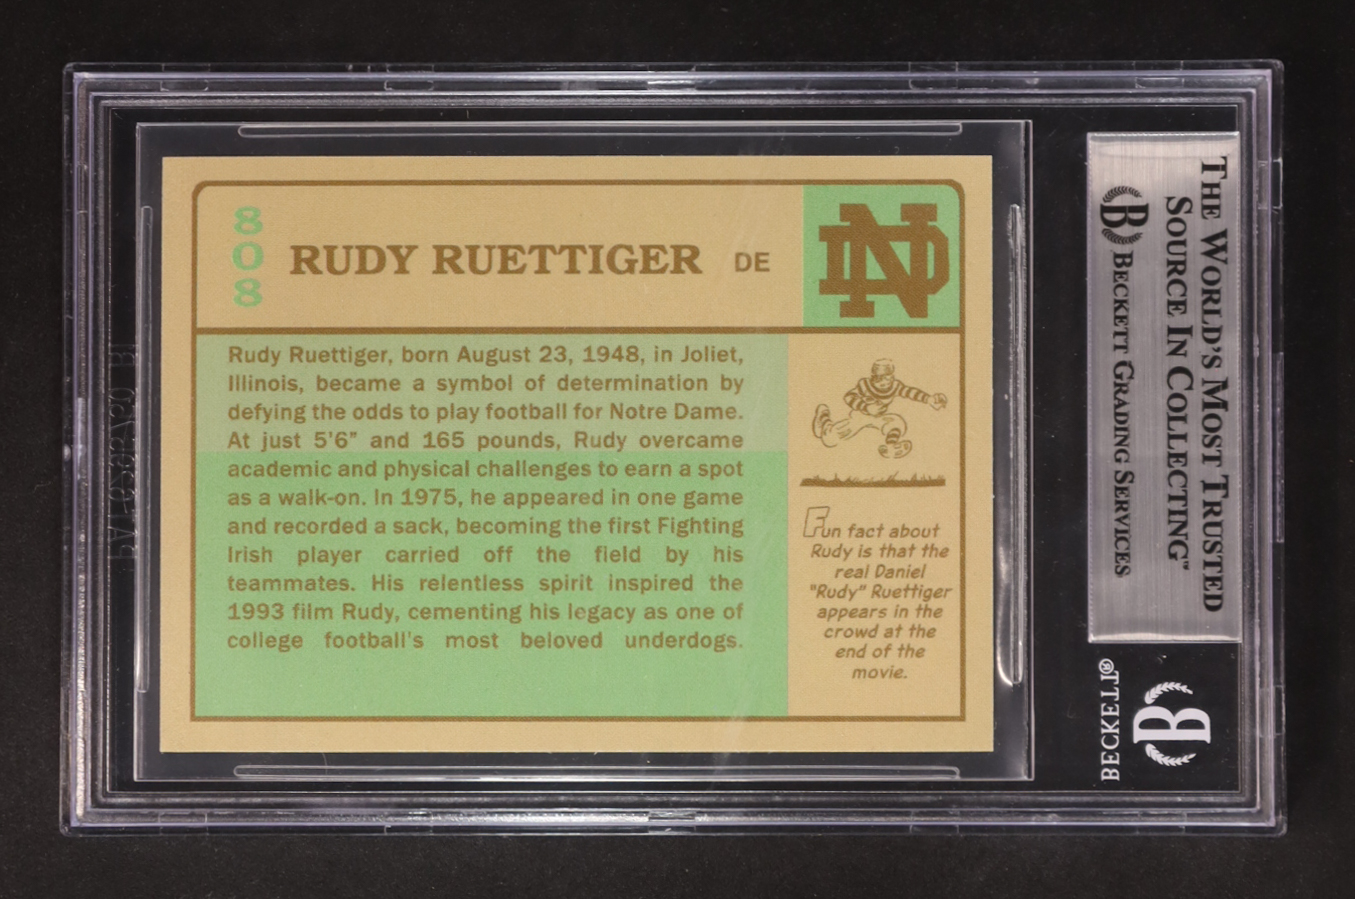 8
0
8
RUDY RUETTIGER DE
ND
Rudy Ruettiger, born August 23, 1948, in Joliet,
Illinois, became a symbol of determination by
defying the odds to play football for Notre Dame.
At just 5'6" and 165 pounds, Rudy overcame
academic and physical challenges to earn a spot
as a walk-on. In 1975, he appeared in one game
and recorded a sack, becoming the first Fighting
Irish player carried off the field by his
teammates. His relentless spirit inspired the
1993 film Rudy, cementing his legacy as one of
college football's most beloved underdogs.
Fun fact about
Rudy is that the
real Daniel
"Rudy" Ruettiger
appears in the
crowd at the
end of the
movie.
THE WORLD'S MOST TRUSTED
SOURCE IN COLLECTING™
B BECKETT GRADING SERVICES
B
BECKETT®